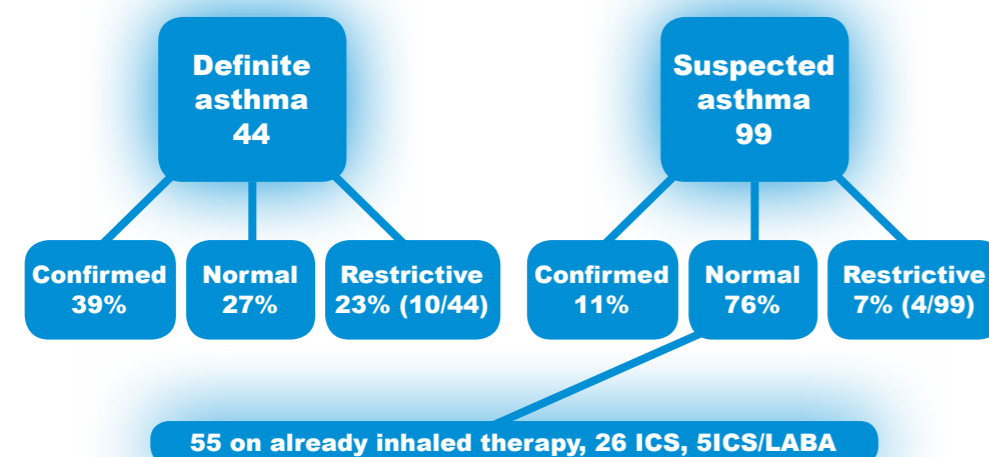 Definite
asthma
44
Suspected
asthma
99
Confirmed
39%
Normal
27%
Restrictive
23% (10/44)
Confirmed
11%
Normal
76%
Restrictive
7% (4/99)
55 on already inhaled therapy, 26 ICS, 5ICS/LABA